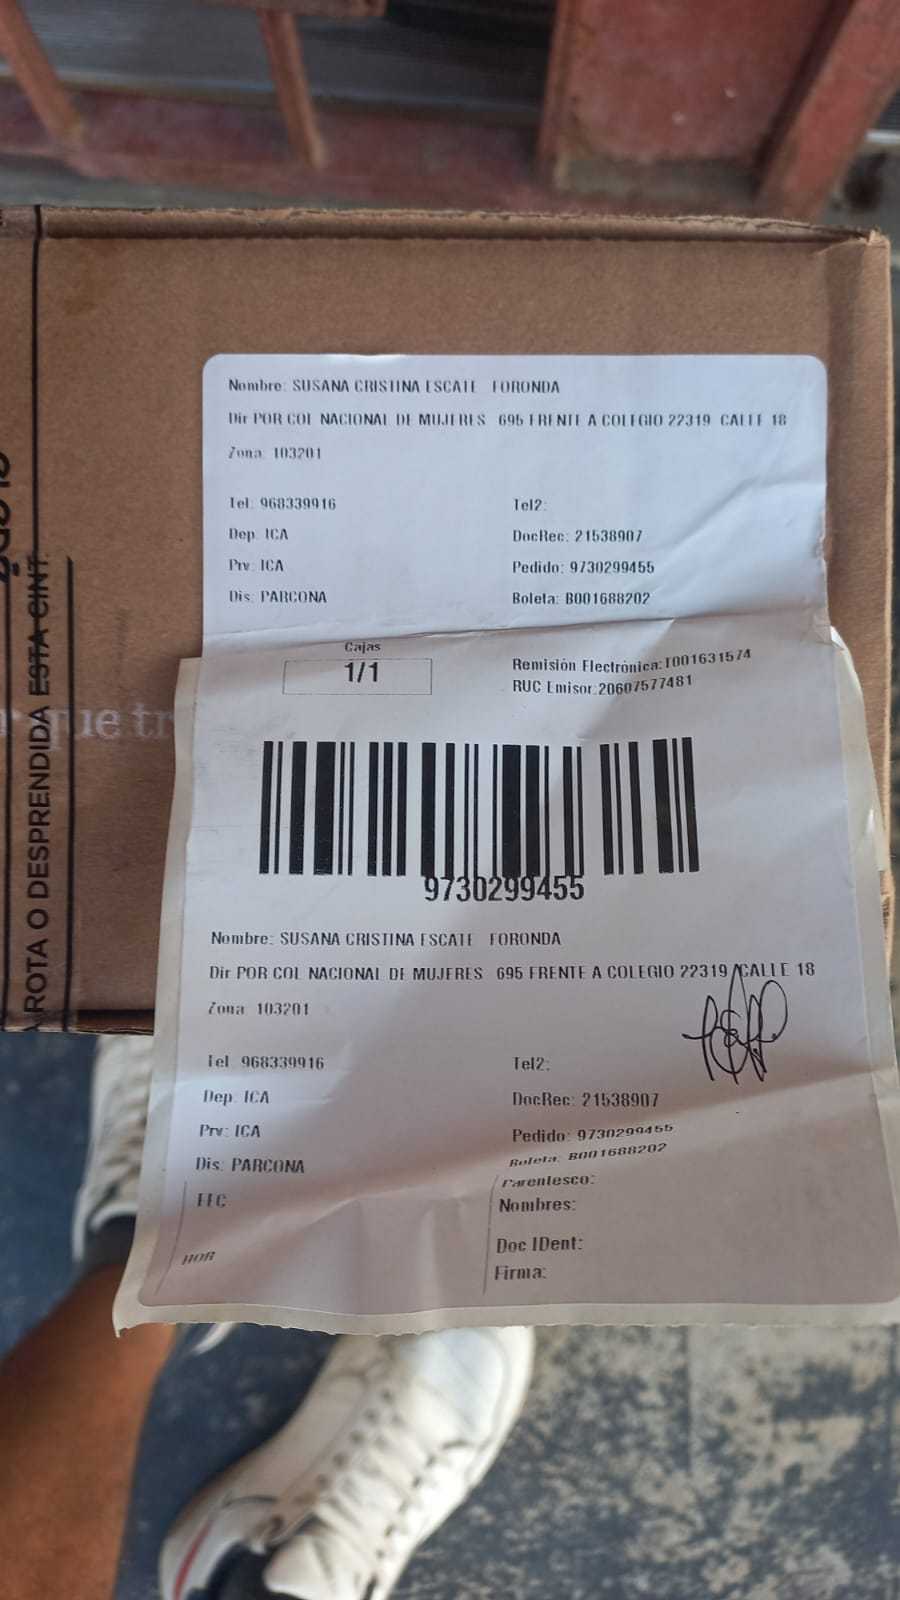 Nombre: SUSANA CRISTINA ESCATE FORONDA
Dir POR COL NACIONAL DE MUJERES 695 FRENTE A COLEGIO 22319 CALLE 18
Zona: 103201
Tel: 968339916 Tel2:
Dep: ICA DocRec: 21538907
Prv: ICA Pedido: 9730299455
Dis: PARCONA Boleta: B001688202
Cajas
1/1
Remisión Electrónica: T001631574
RUC Emisor: 20607577481
9730299455
Nombre: SUSANA CRISTINA ESCATE FORONDA
Dir POR COL NACIONAL DE MUJERES 695 FRENTE A COLEGIO 22319 CALLE 18
Zona: 103201
Tel: 968339916 Tel2:
Dep: ICA DocRec: 21538907
Prv: ICA Pedido: 9730299455
Dis: PARCONA Boleta: B001688202
FEC Parentesco:
Nombres:
HOR Doc IDent:
Firma:
ROTA O DESPRENDIDA ESTA CINT
que tr